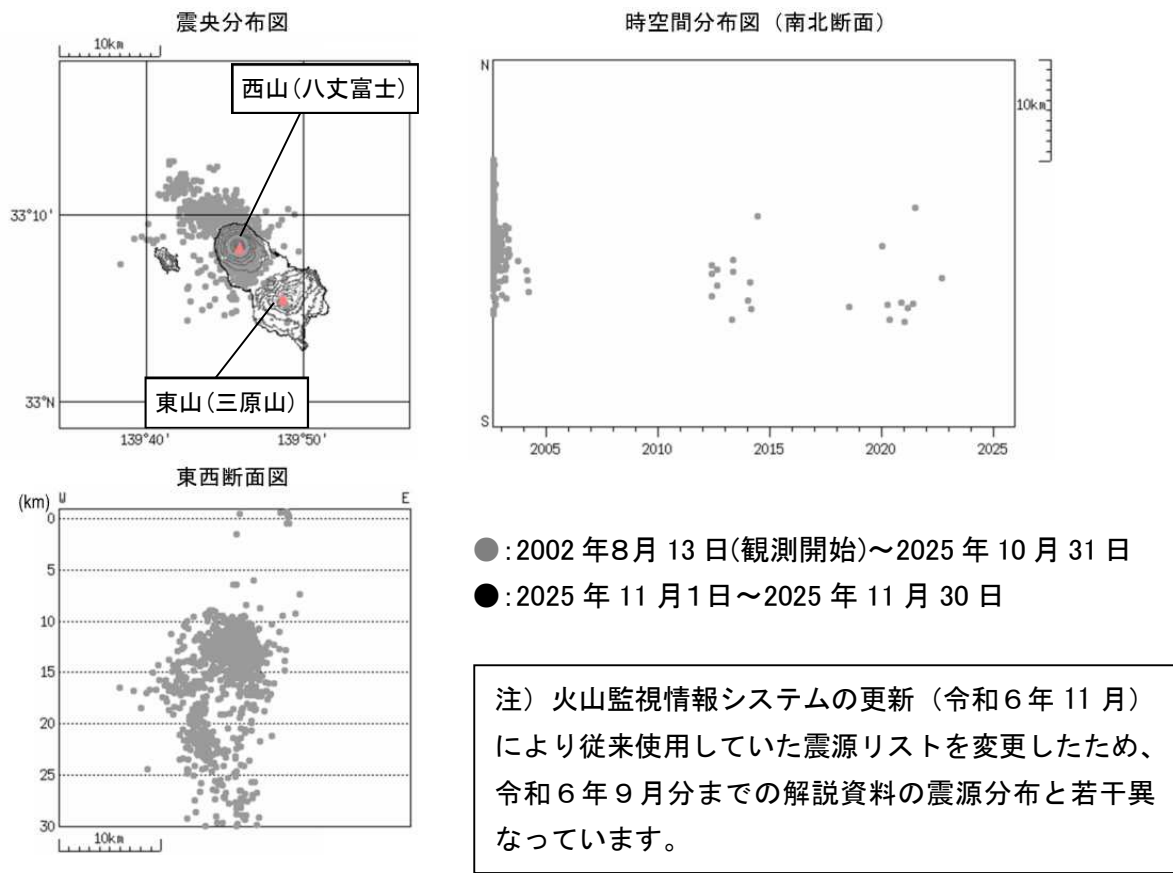 震央分布図
10km
西山(八丈富士)
33°10'
東山(三原山)
33°N
139°40' 139°50'
時空間分布図（南北断面）
N
10km
S
2005 2010 2015 2020 2025
東西断面図
(km) W E
0
5
10
15
20
25
30
10km
●:2002 年８月 13 日(観測開始)～2025 年 10 月 31 日
●:2025 年 11 月１日～2025 年 11 月 30 日
注）火山監視情報システムの更新（令和６年 11 月）
により従来使用していた震源リストを変更したため、
令和６年９月分までの解説資料の震源分布と若干異
なっています。